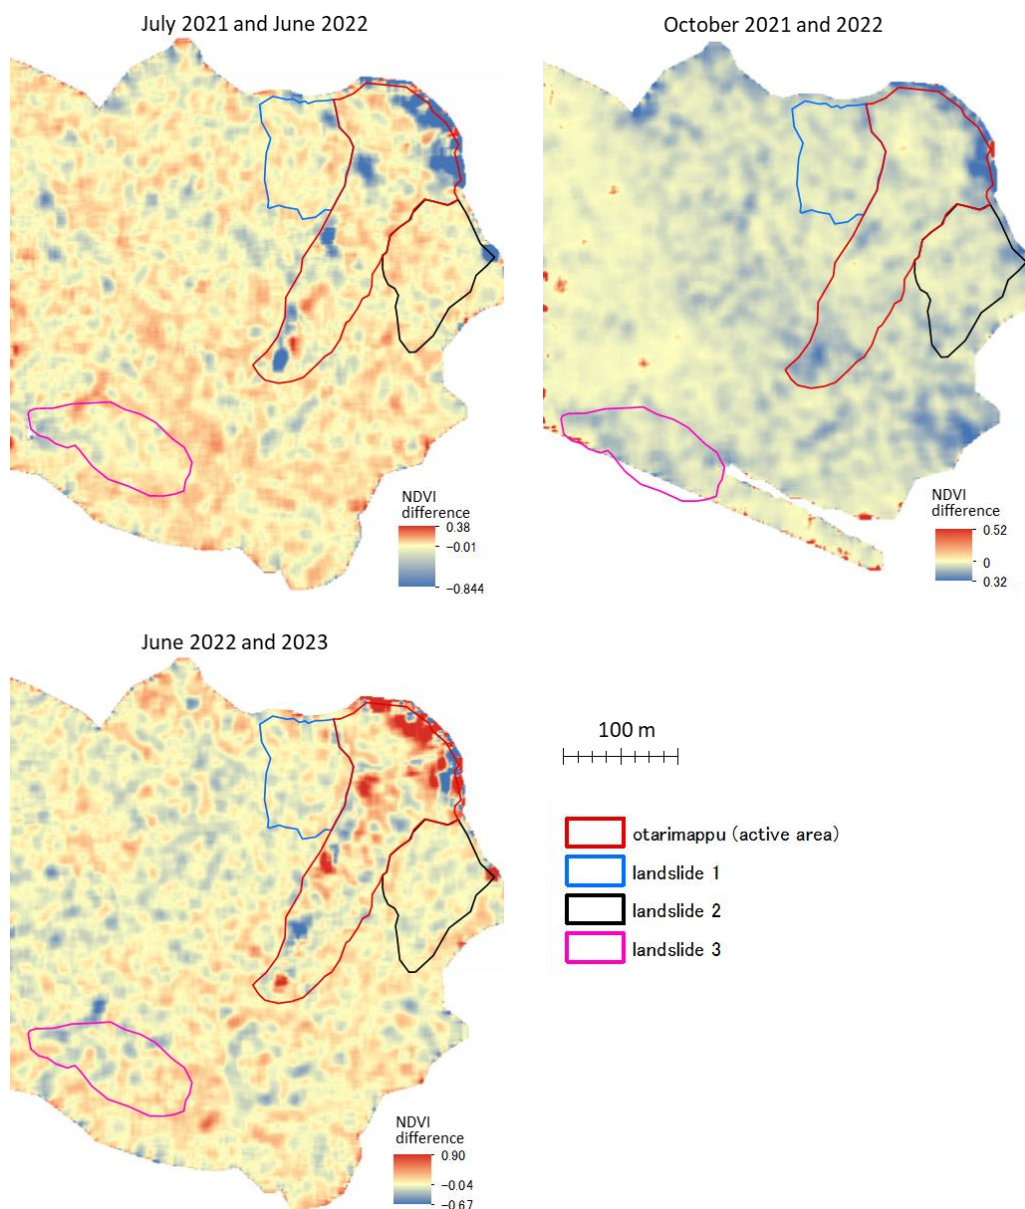 July 2021 and June 2022
October 2021 and 2022
NDVI
difference
0.38
−0.01
−0.844
NDVI
difference
0.52
0
0.32
June 2022 and 2023
100 m
otarimappu (active area)
landslide 1
landslide 2
landslide 3
NDVI
difference
0.90
−0.04
−0.67